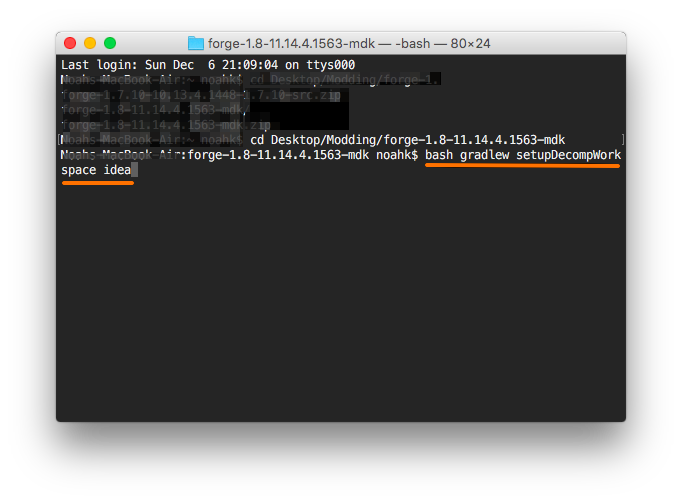 forge-1.8-11.14.4.1563-mdk — -bash — 80×24
Last login: Sun Dec  6 21:09:04 on ttys000
Noahs-MacBook-Air:~ noahk$ cd Desktop/Modding/forge-1.
forge-1.7.10-10.13.4.1448-1.7.10-src.zip
forge-1.8-11.14.4.1563-mdk/
forge-1.8-11.14.4.1563-mdk.zip
[Noahs-MacBook-Air:~ noahk$ cd Desktop/Modding/forge-1.8-11.14.4.1563-mdk ]
Noahs-MacBook-Air:forge-1.8-11.14.4.1563-mdk noahk$ bash gradlew setupDecompWork
space idea